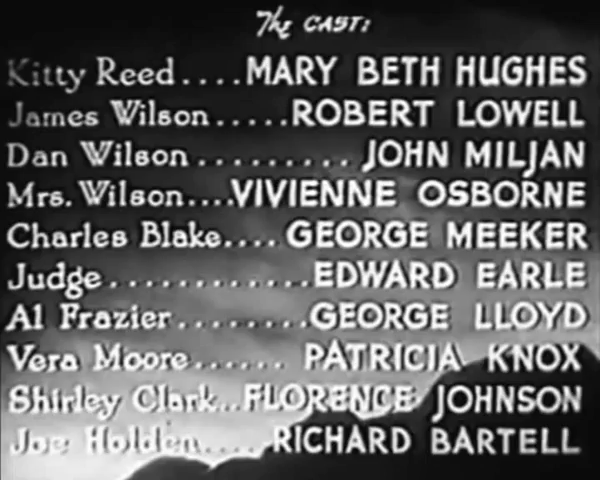 The CAST:
Kitty Reed....MARY BETH HUGHES
James Wilson.....ROBERT LOWELL
Dan Wilson..........JOHN MILJAN
Mrs. Wilson....VIVIENNE OSBORNE
Charles Blake....GEORGE MEEKER
Judge.............EDWARD EARLE
Al Frazier.........GEORGE LLOYD
Vera Moore......PATRICIA KNOX
Shirley Clark..FLORENCE JOHNSON
Joe Holden.....RICHARD BARTELL